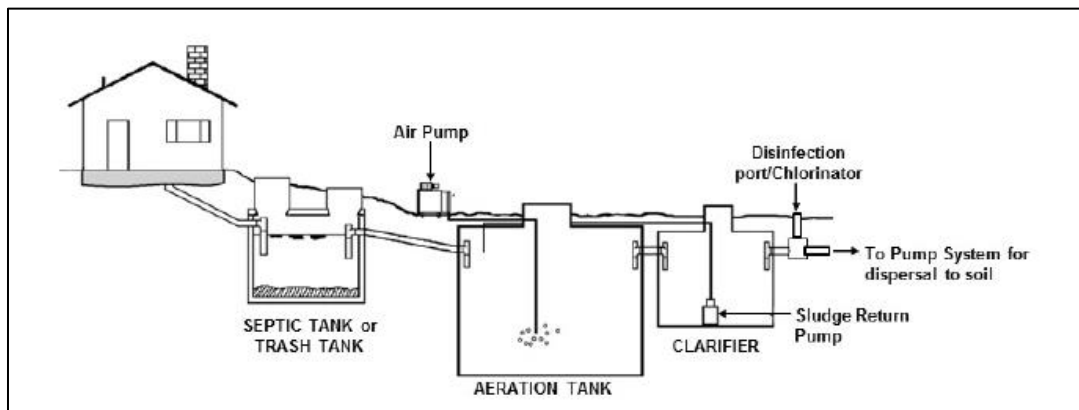 Air Pump
Disinfection
port/Chlorinator
To Pump System for
dispersal to soil
SEPTIC TANK or
TRASH TANK
Sludge Return
Pump
CLARIFIER
AERATION TANK